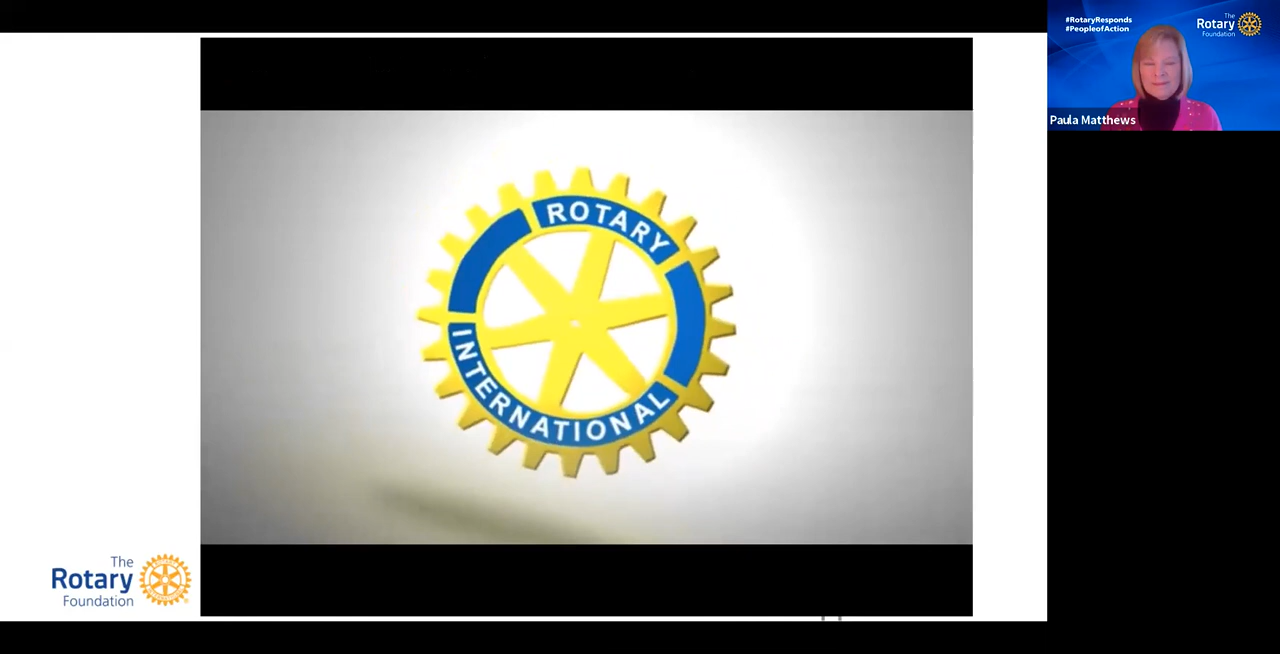 ROTARY
INTERNATIONAL
The
Rotary
Foundation
#RotaryResponds
#PeopleofAction
The
Rotary
Foundation
Paula Matthews